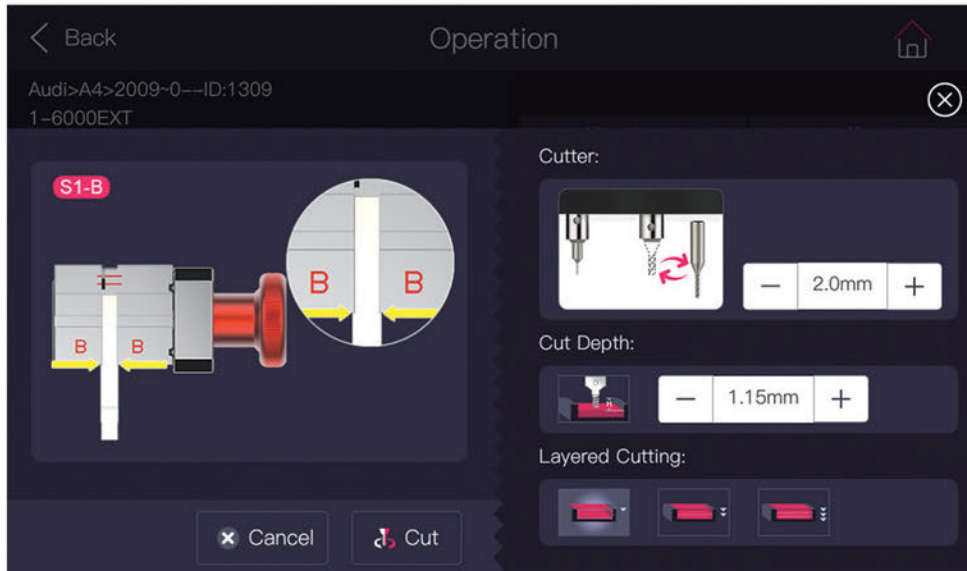 Back
Operation
Audi>A4>2009~0---ID:1309
1-6000EXT
S1-B
B B
B B
Cutter:
2.0mm
Cut Depth:
1.15mm
Layered Cutting:
Cancel
Cut